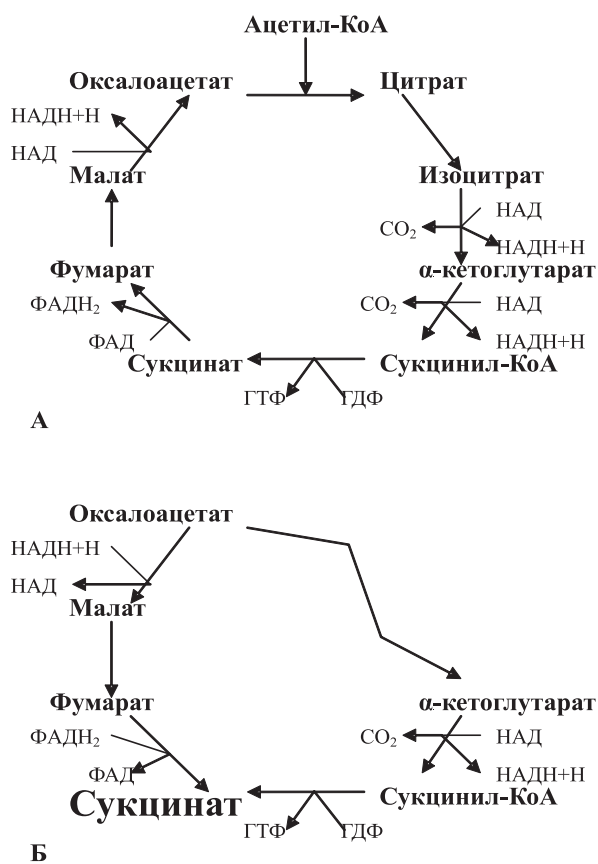 Ацетил-КоА
Оксалоацетат
Цитрат
НАДН+Н
НАД
Малат
Изоцитрат
НАД
CO₂
НАДН+Н
Фумарат
α-кетоглутарат
ФАДН₂
CO₂
НАД
ФАД
НАДН+Н
Сукцинат
Сукцинил-КоА
ГТФ
ГДФ
А
Оксалоацетат
НАДН+Н
НАД
Малат
Фумарат
α-кетоглутарат
ФАДН₂
CO₂
НАД
ФАД
НАДН+Н
Сукцинат
Сукцинил-КоА
ГТФ
ГДФ
Б